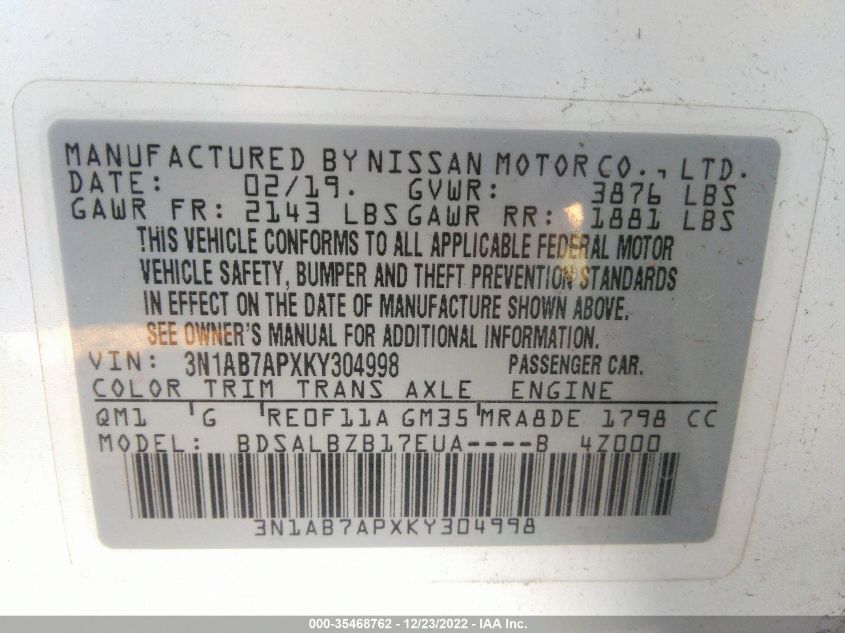 MANUFACTURED BY NISSAN MOTOR CO., LTD.
DATE: 02/19. GVWR: 3876 LBS
GAWR FR: 2143 LBS GAWR RR: 1881 LBS
THIS VEHICLE CONFORMS TO ALL APPLICABLE FEDERAL MOTOR
VEHICLE SAFETY, BUMPER AND THEFT PREVENTION STANDARDS
IN EFFECT ON THE DATE OF MANUFACTURE SHOWN ABOVE.
SEE OWNER'S MANUAL FOR ADDITIONAL INFORMATION.
VIN: 3N1AB7APXKY304998 PASSENGER CAR.
COLOR TRIM TRANS AXLE ENGINE
QM1 G RE0F11A GM35 MRA8DE 1798 CC
MODEL: BDSALBZB17EUA----B 4Z000
3N1AB7APXKY304998
000-35468762 - 12/23/2022 - IAA Inc.